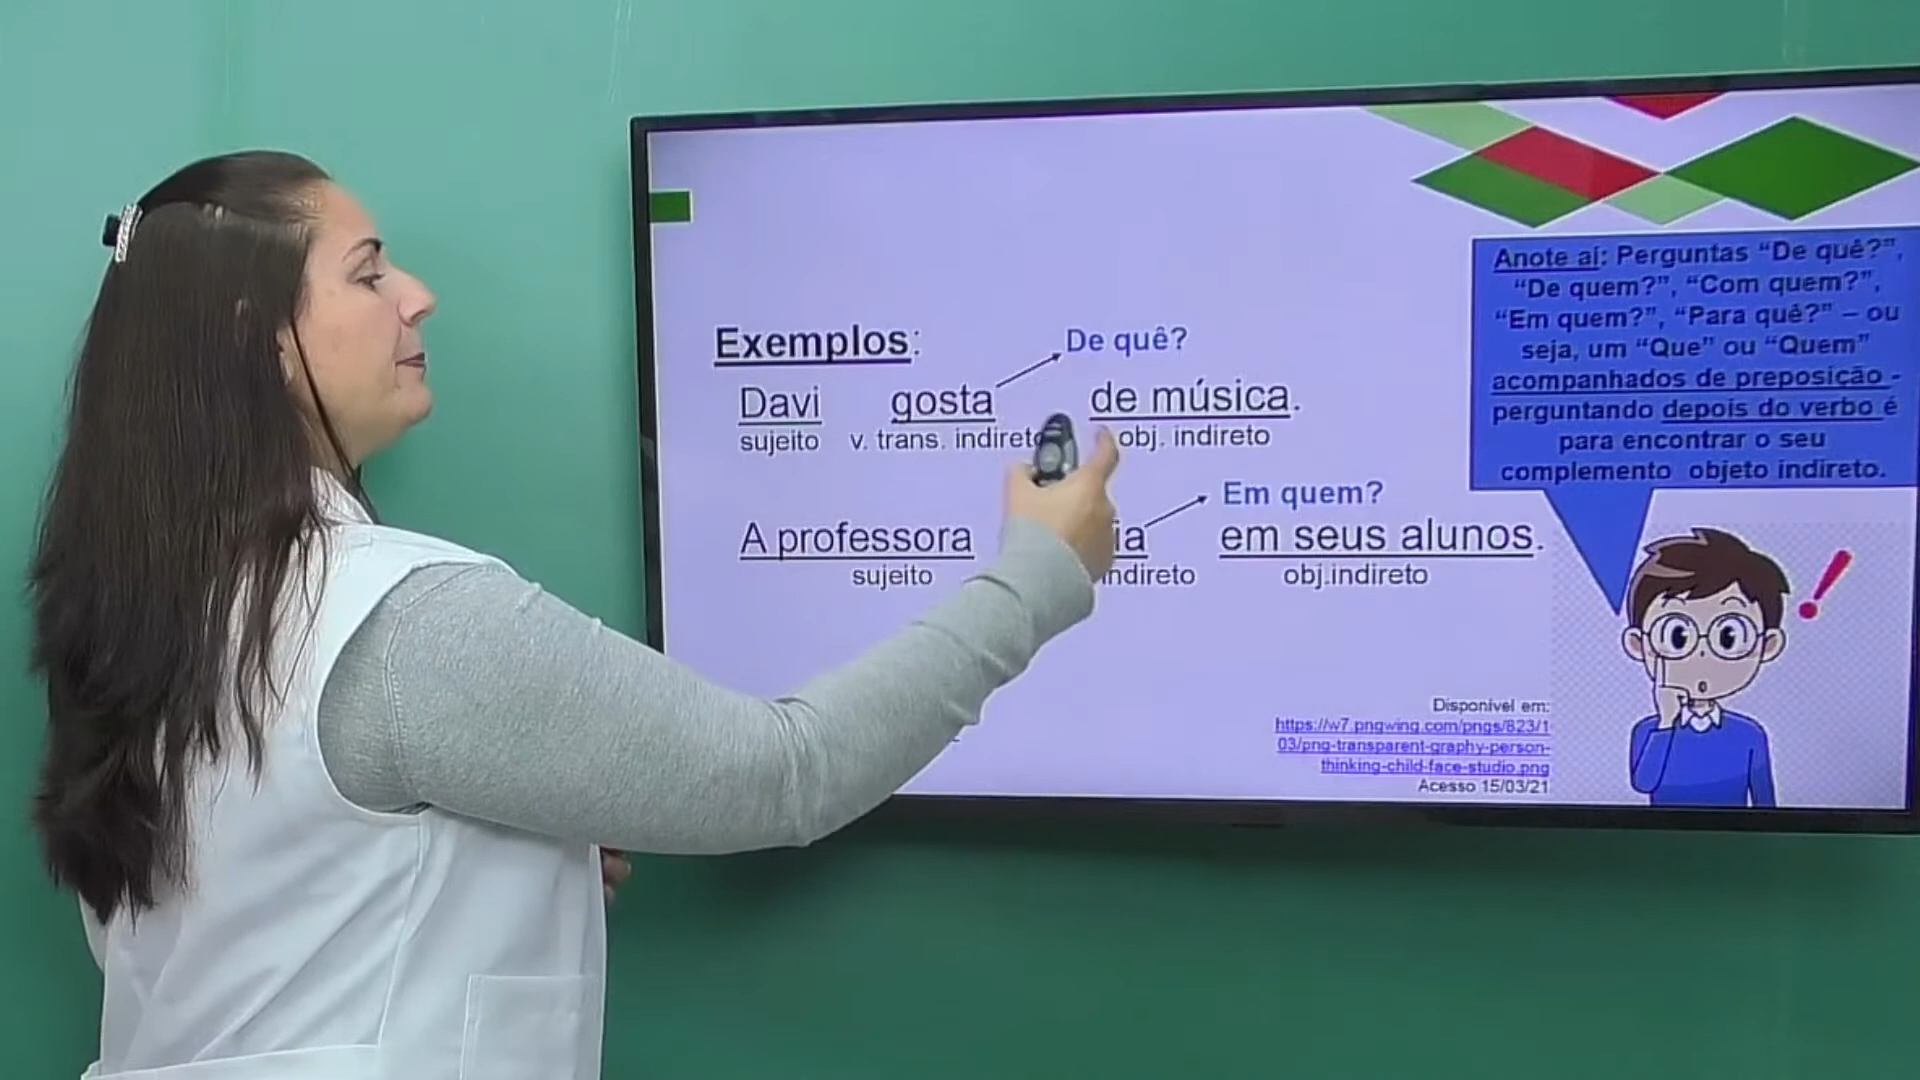 Anote aí: Perguntas “De quê?”,
“De quem?”, “Com quem?”,
“Em quem?”, “Para quê?” – ou
seja, um “Que” ou “Quem”
acompanhados de preposição -
perguntando depois do verbo é
para encontrar o seu
complemento objeto indireto.
Exemplos:
De quê?
Davi gosta de música.
sujeito v. trans. indireto obj. indireto
Em quem?
A professora em seus alunos.
sujeito indireto obj.indireto
Disponível em:
https://w7.pngwing.com/pngs/823/1
03/png-transparent-graphy-person-
thinking-child-face-studio.png
Acesso 15/03/21